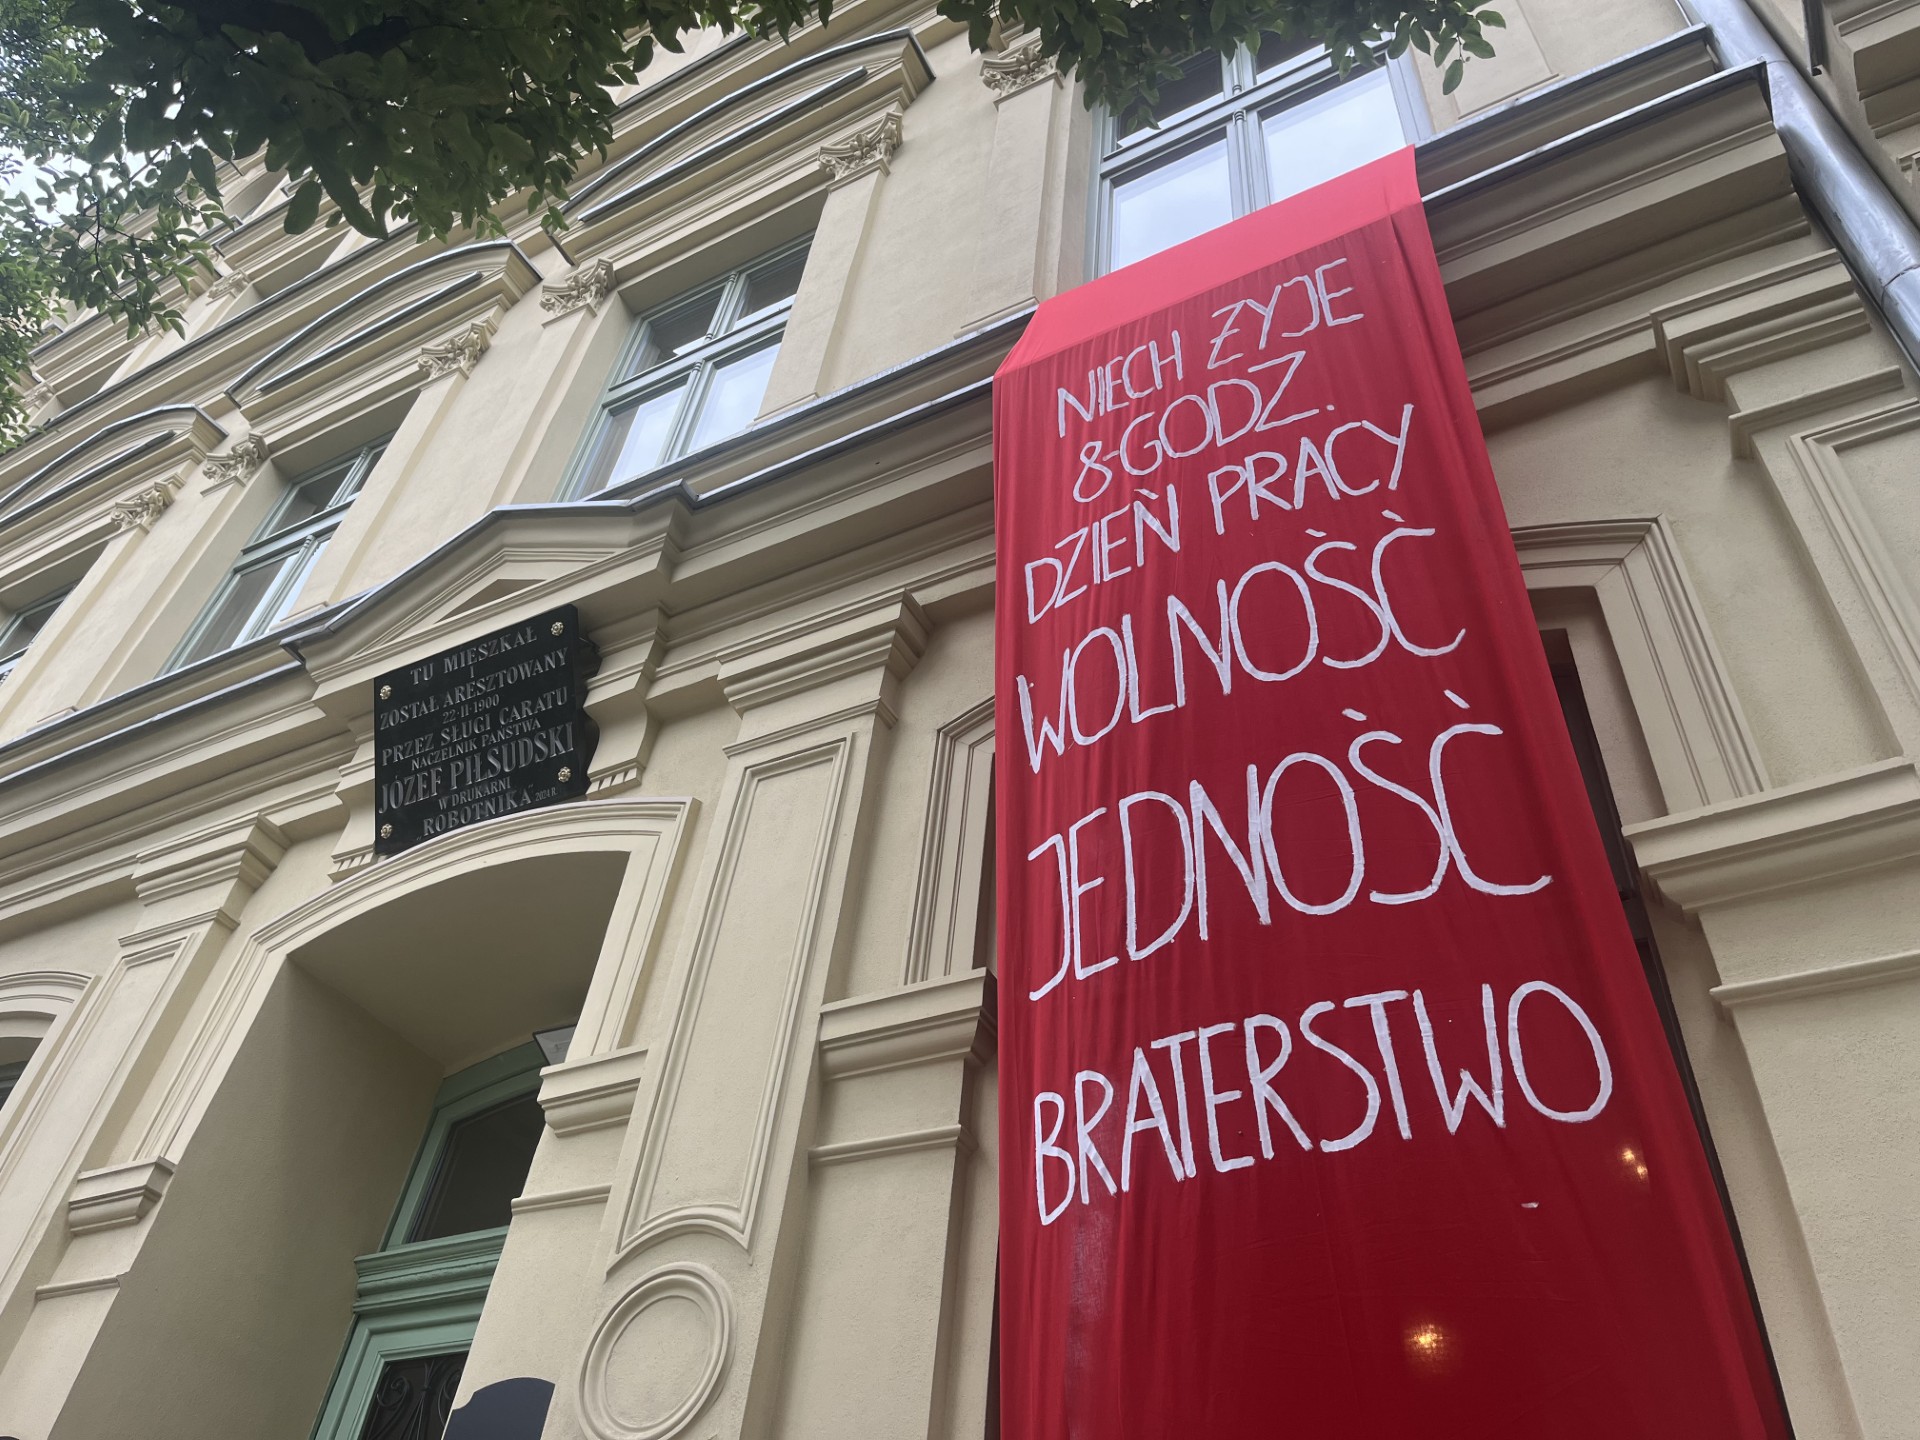 TU MIESZKAŁ
I
ZOSTAŁ ARESZTOWANY
22-II-1900
PRZEZ SŁUGI CARATU
NACZELNIK PAŃSTWA
JÓZEF PIŁSUDSKI
W DRUKARNI
„ROBOTNIKA” 2024 R.
NIECH ŻYJE
8-GODZ.
DZIEŃ PRACY
WOLNOŚĆ
JEDNOŚĆ
BRATERSTWO